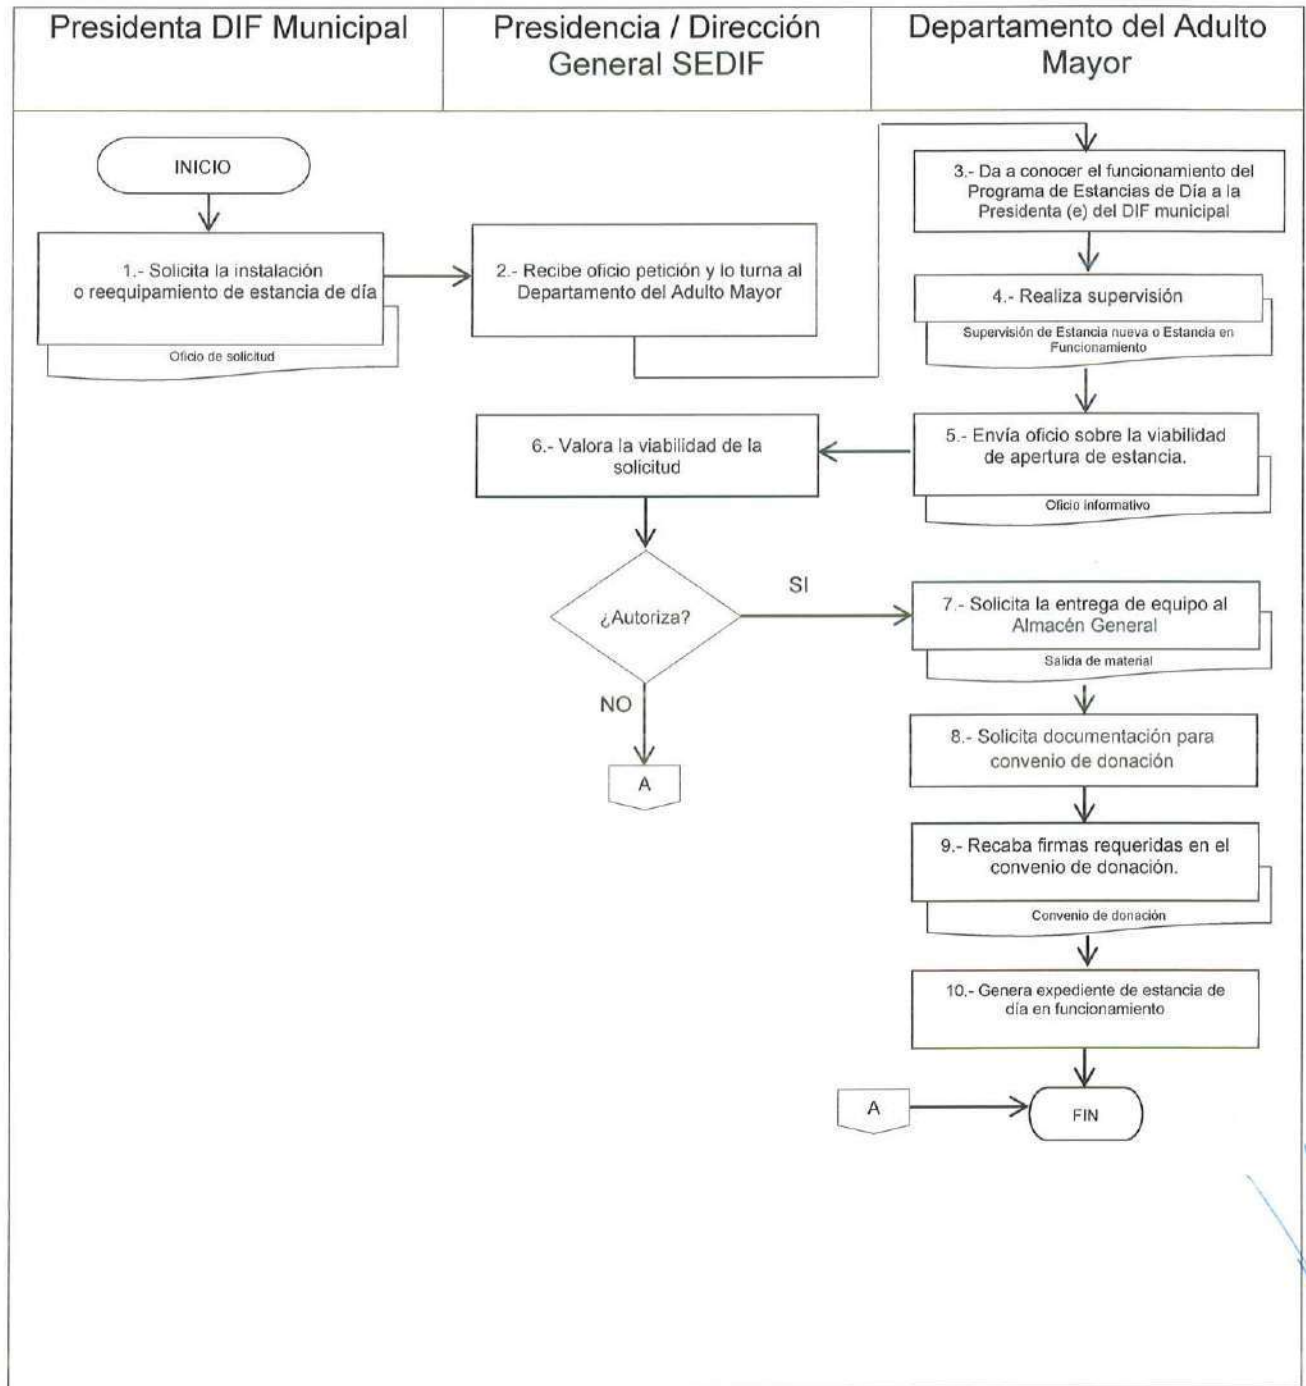 Presidenta DIF Municipal
Presidencia / Dirección
General SEDIF
Departamento del Adulto
Mayor
INICIO
1.- Solicita la instalación
o reequipamiento de estancia de día
Oficio de solicitud
2.- Recibe oficio petición y lo turna al
Departamento del Adulto Mayor
3.- Da a conocer el funcionamiento del
Programa de Estancias de Día a la
Presidenta (e) del DIF municipal
4.- Realiza supervisión
Supervisión de Estancia nueva o Estancia en
Funcionamiento
5.- Envía oficio sobre la viabilidad
de apertura de estancia.
Oficio informativo
6.- Valora la viabilidad de la
solicitud
¿Autoriza?
SI
NO
A
7.- Solicita la entrega de equipo al
Almacén General
Salida de material
8.- Solicita documentación para
convenio de donación
9.- Recaba firmas requeridas en el
convenio de donación.
Convenio de donación
10.- Genera expediente de estancia de
día en funcionamiento
A
FIN